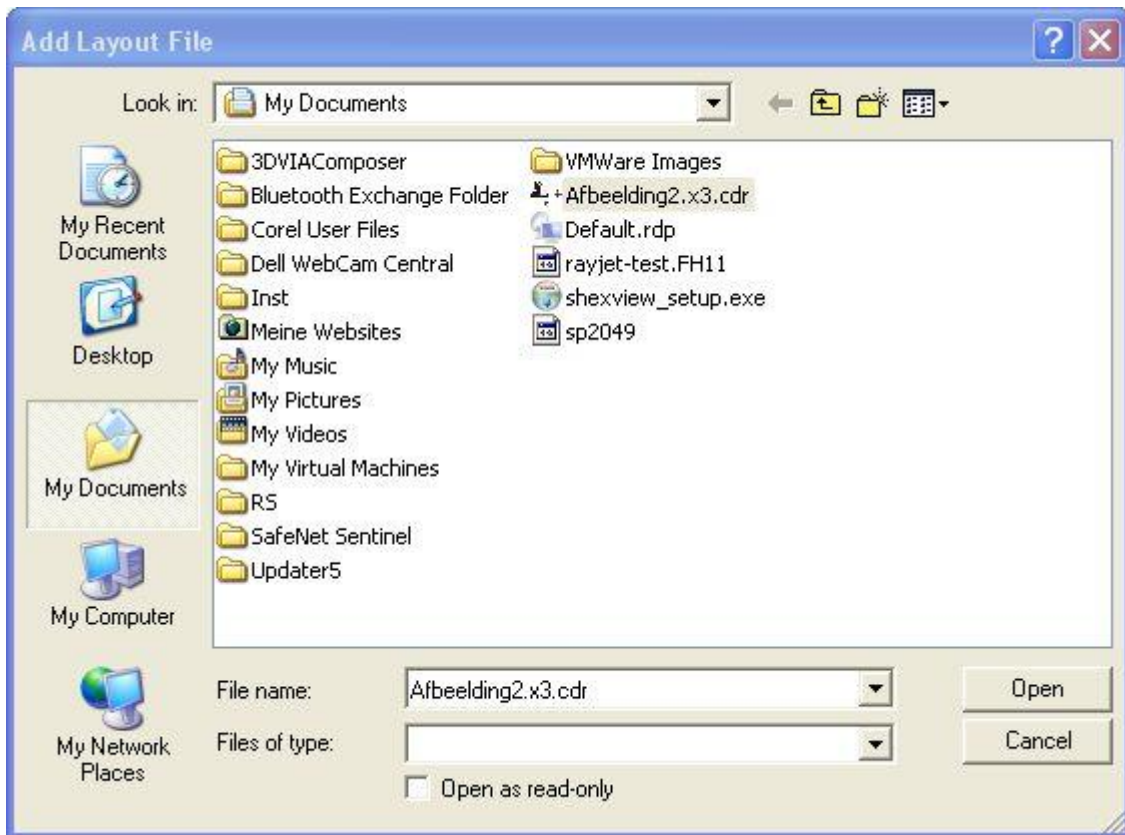 Add Layout File
Look in:
My Documents
My Recent
Documents
Desktop
My Documents
My Computer
My Network
Places
3DVIAComposer
Bluetooth Exchange Folder
Corel User Files
Dell WebCam Central
Inst
Meine Websites
My Music
My Pictures
My Videos
My Virtual Machines
RS
SafeNet Sentinel
Updater5
VMWare Images
Afbeelding2.x3.cdr
Default.rdp
rayjet-test.FH11
shexview_setup.exe
sp2049
File name:
Afbeelding2.x3.cdr
Open
Files of type:
Cancel
Open as read-only